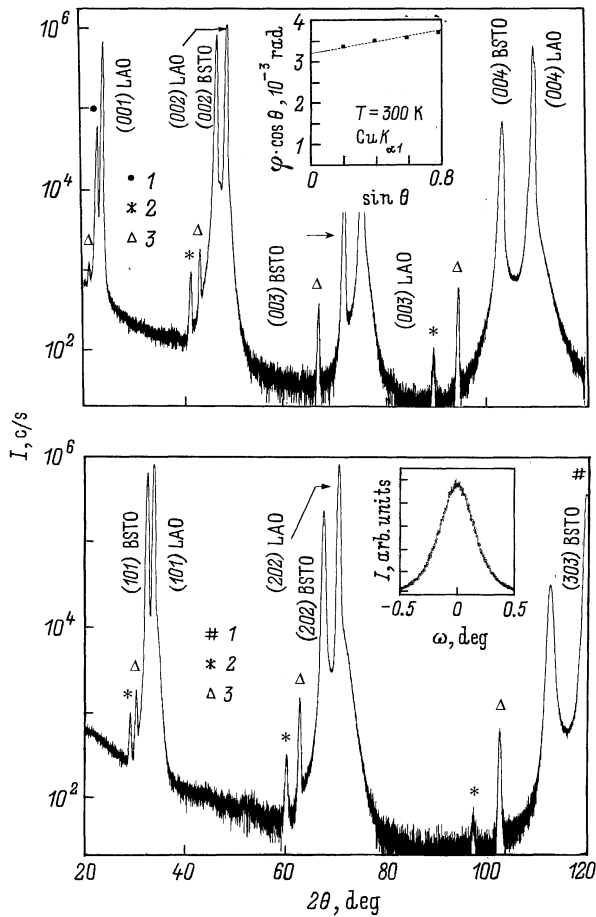 10^6
10^4
10^2
(001) LAO
(002) LAO
(002) BSTO
(003) BSTO
(003) LAO
(004) BSTO
(004) LAO
● 1
* 2
Δ 3
Δ
*
Δ
Δ
*
Δ
φ·cos θ, 10^-3 rad
4
3
2
1
T = 300 K
CuK_α1
0
0.4
0.8
sin θ
I, c/s
10^6
10^4
10^2
(101) BSTO
(101) LAO
(202) LAO
(202) BSTO
(303) BSTO
#
# 1
* 2
Δ 3
*
Δ
*
Δ
*
Δ
I, arb. units
-0.5
0
0.5
ω, deg
20
40
60
80
100
120
2θ, deg